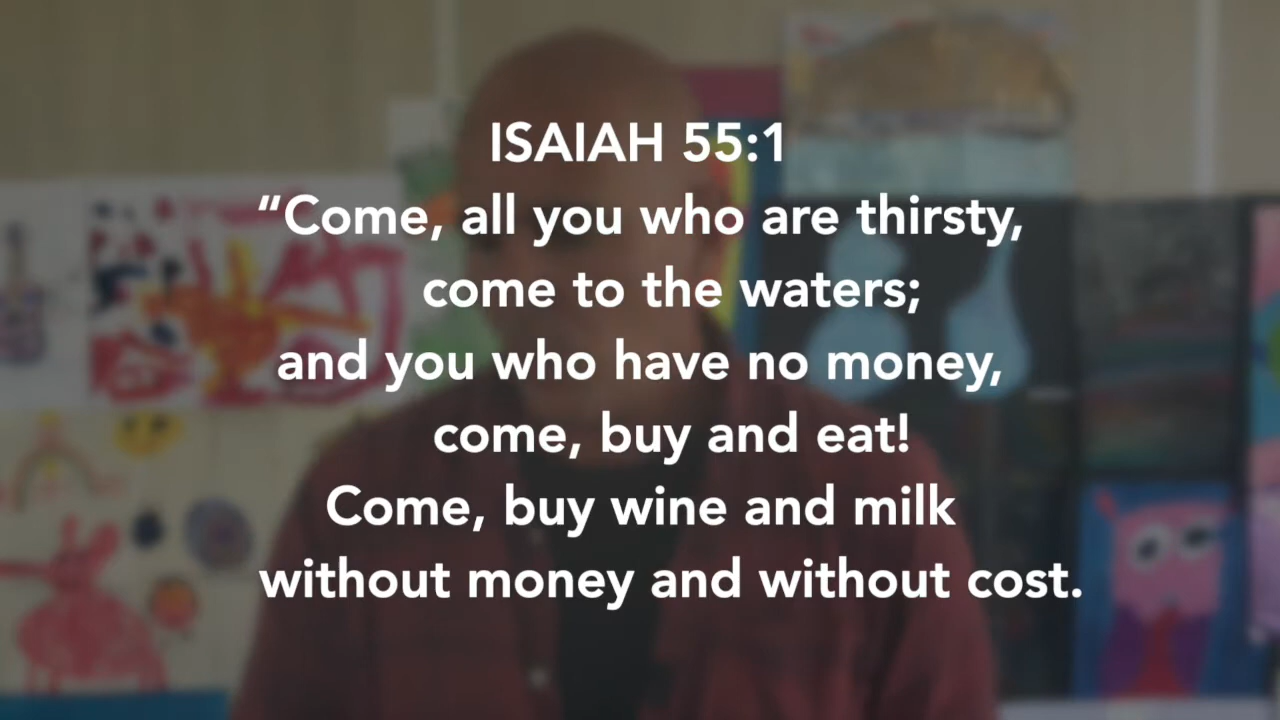 ISAIAH 55:1
“Come, all you who are thirsty,
come to the waters;
and you who have no money,
come, buy and eat!
Come, buy wine and milk
without money and without cost.